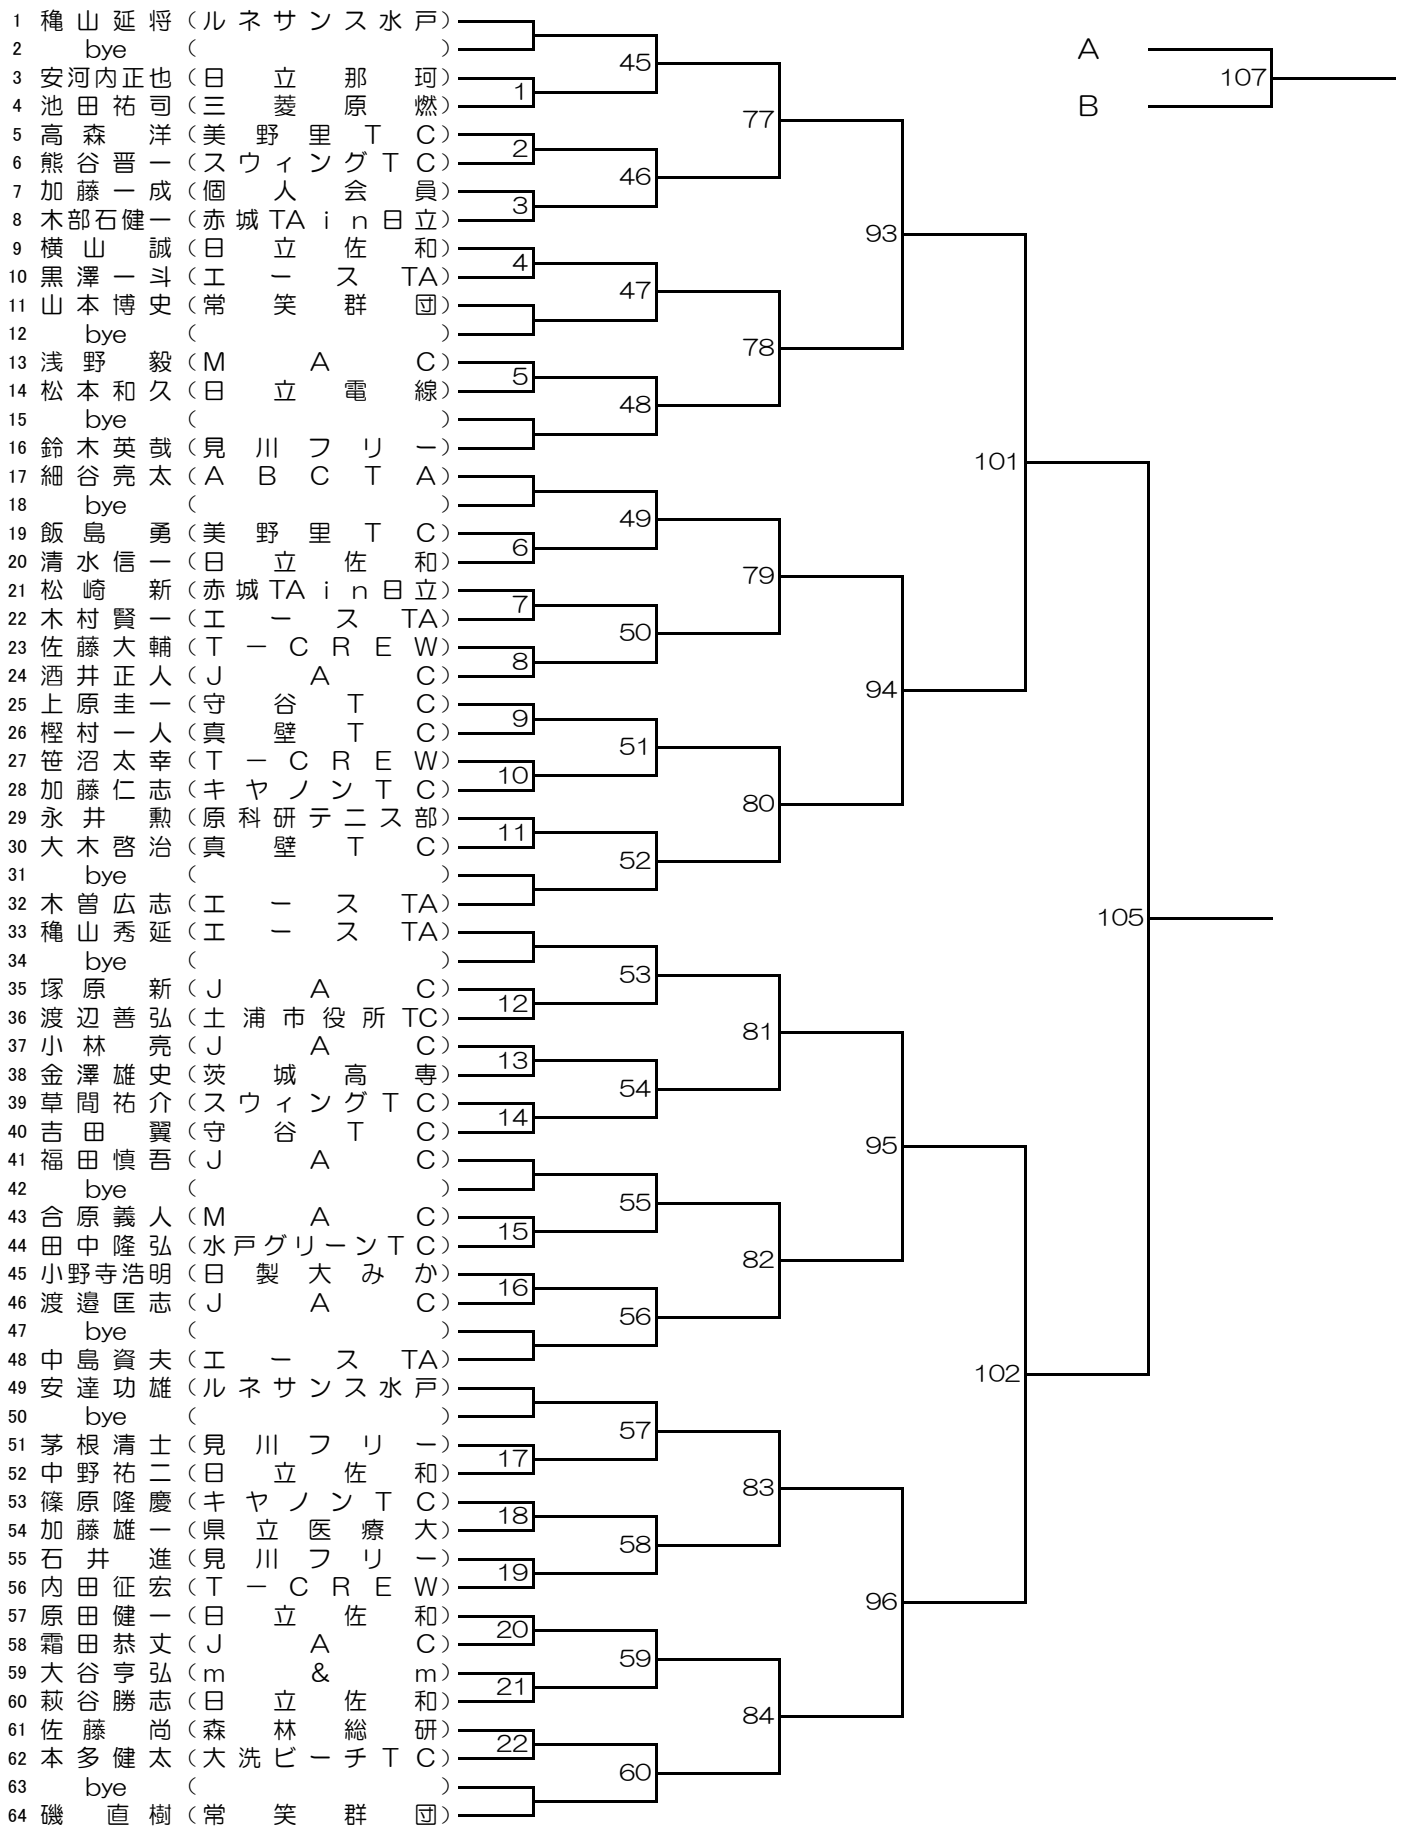 1 穐山延将(ルネサンス水戸)
2 bye ( )
3 安河内正也(日立那珂)
4 池田祐司(三菱原燃)
5 高森 洋(美野里TC)
6 熊谷晋一(スウィングTC)
7 加藤一成(個人会員)
8 木部石健一(赤城TAin日立)
9 横山 誠(日立佐和)
10 黒澤一斗(エースTA)
11 山本博史(常笑群団)
12 bye ( )
13 浅野 毅(MAC)
14 松本和久(日立電線)
15 bye ( )
16 鈴木英哉(見川フリー)
17 細谷亮太(ABCTA)
18 bye ( )
19 飯島 勇(美野里TC)
20 清水信一(日立佐和)
21 松崎 新(赤城TAin日立)
22 木村賢一(エースTA)
23 佐藤大輔(T-CREW)
24 酒井正人(JAC)
25 上原圭一(守谷TC)
26 樫村一人(真壁TC)
27 笹沼太幸(T-CREW)
28 加藤仁志(キヤノンTC)
29 永井 勲(原科研テニス部)
30 大木啓治(真壁TC)
31 bye ( )
32 木曽広志(エースTA)
33 穐山秀延(エースTA)
34 bye ( )
35 塚原 新(JAC)
36 渡辺善弘(土浦市役所TC)
37 小林 亮(JAC)
38 金澤雄史(茨城高専)
39 草間祐介(スウィングTC)
40 吉田 翼(守谷TC)
41 福田慎吾(JAC)
42 bye ( )
43 合原義人(MAC)
44 田中隆弘(水戸グリーンTC)
45 小野寺浩明(日製大みか)
46 渡邉匡志(JAC)
47 bye ( )
48 中島資夫(エースTA)
49 安達功雄(ルネサンス水戸)
50 bye ( )
51 茅根清士(見川フリー)
52 中野祐二(日立佐和)
53 篠原隆慶(キヤノンTC)
54 加藤雄一(県立医療大)
55 石井 進(見川フリー)
56 内田征宏(T-CREW)
57 原田健一(日立佐和)
58 霜田恭丈(JAC)
59 大谷亨弘(m&m)
60 萩谷勝志(日立佐和)
61 佐藤 尚(森林総研)
62 本多健太(大洗ビーチTC)
63 bye ( )
64 磯 直樹(常笑群団)
1
2
3
4
5
6
7
8
9
10
11
12
13
14
15
16
17
18
19
20
21
22
45
46
47
48
49
50
51
52
53
54
55
56
57
58
59
60
77
78
79
80
81
82
83
84
93
94
95
96
101
102
105
A
107
B